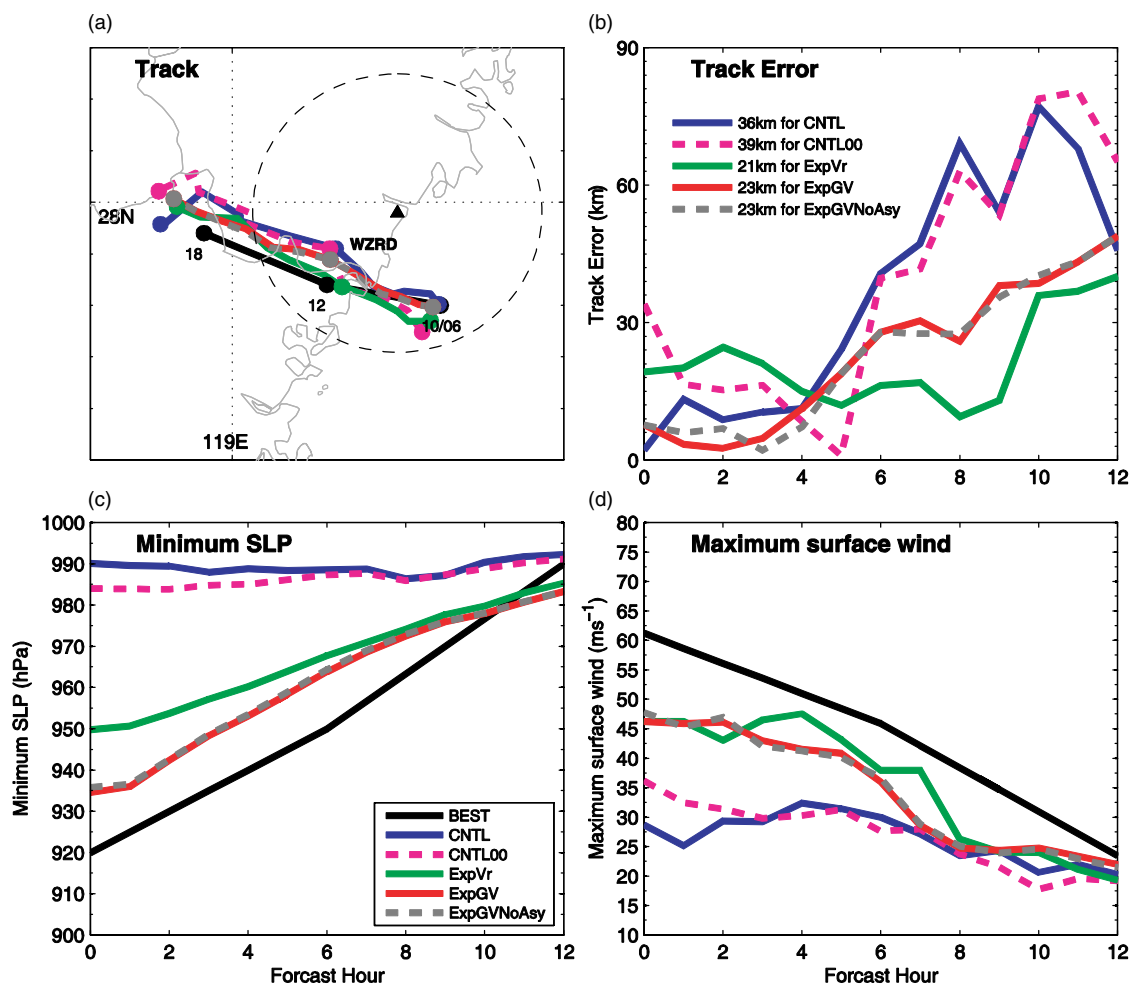 (a)
Track
28N
WZRD
18
12
10/06
119E
(b)
Track Error
36km for CNTL
39km for CNTL00
21km for ExpVr
23km for ExpGV
23km for ExpGVNoAsy
Track Error (km)
90
60
30
0
0 2 4 6 8 10 12
(c)
Minimum SLP
Minimum SLP (hPa)
1000
990
980
970
960
950
940
930
920
910
900
BEST
CNTL
CNTL00
ExpVr
ExpGV
ExpGVNoAsy
0 2 4 6 8 10 12
Forcast Hour
(d)
Maximum surface wind
Maximum surface wind (ms⁻¹)
80
75
70
65
60
55
50
45
40
35
30
25
20
15
10
0 2 4 6 8 10 12
Forcast Hour